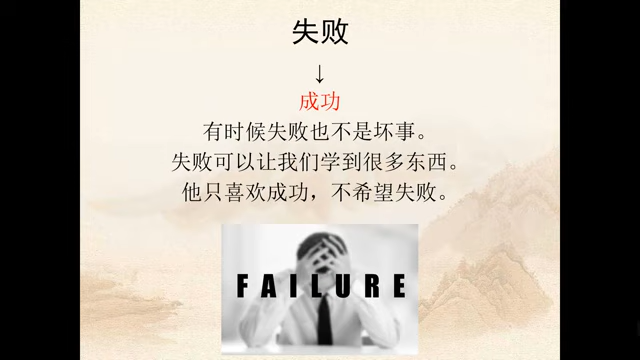 失败
↓
成功
有时候失败也不是坏事。
失败可以让我们学到很多东西。
他只喜欢成功，不希望失败。
FAILURE